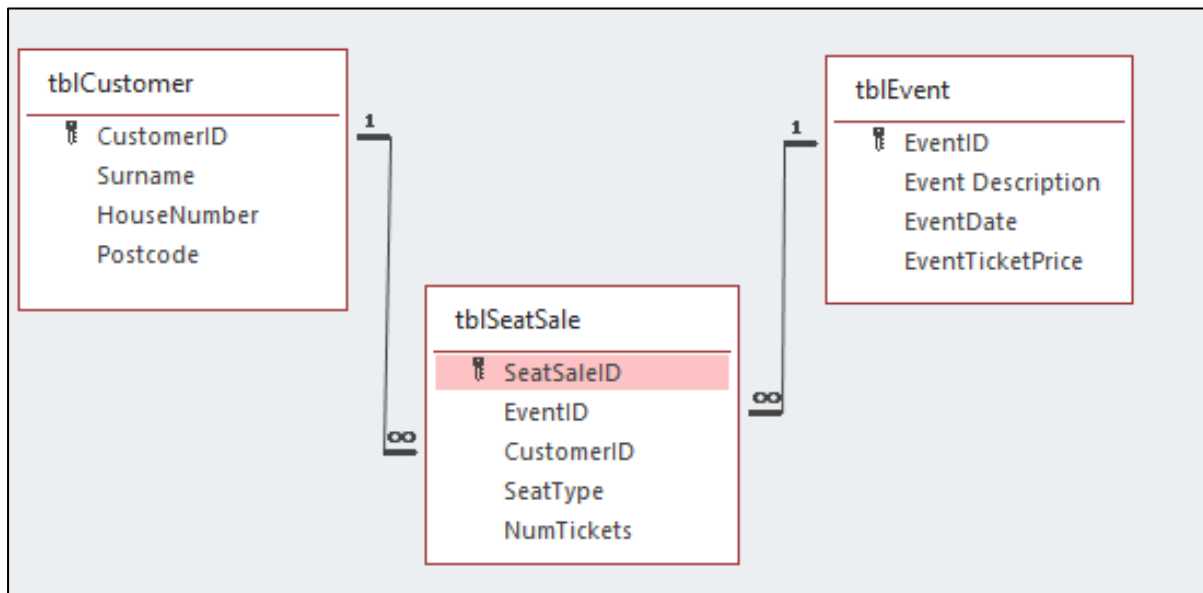 tblCustomer
CustomerID
Surname
HouseNumber
Postcode
1
∞
tblSeatSale
SeatSaleID
EventID
CustomerID
SeatType
NumTickets
1
∞
tblEvent
EventID
Event Description
EventDate
EventTicketPrice